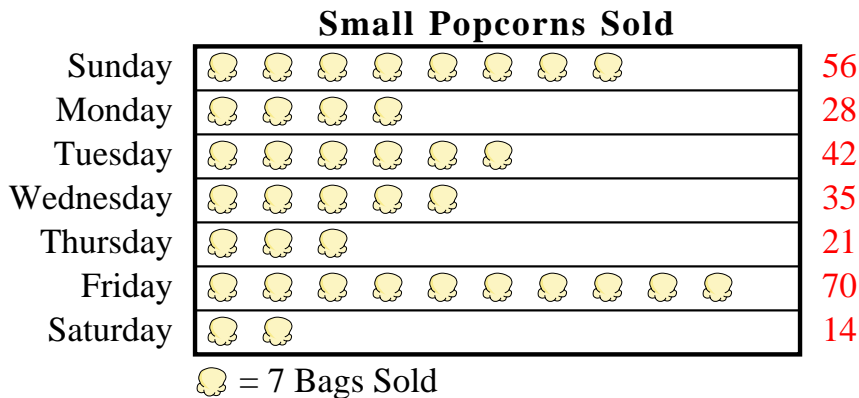 Small Popcorns Sold
Sunday 56
Monday 28
Tuesday 42
Wednesday 35
Thursday 21
Friday 70
Saturday 14
= 7 Bags Sold